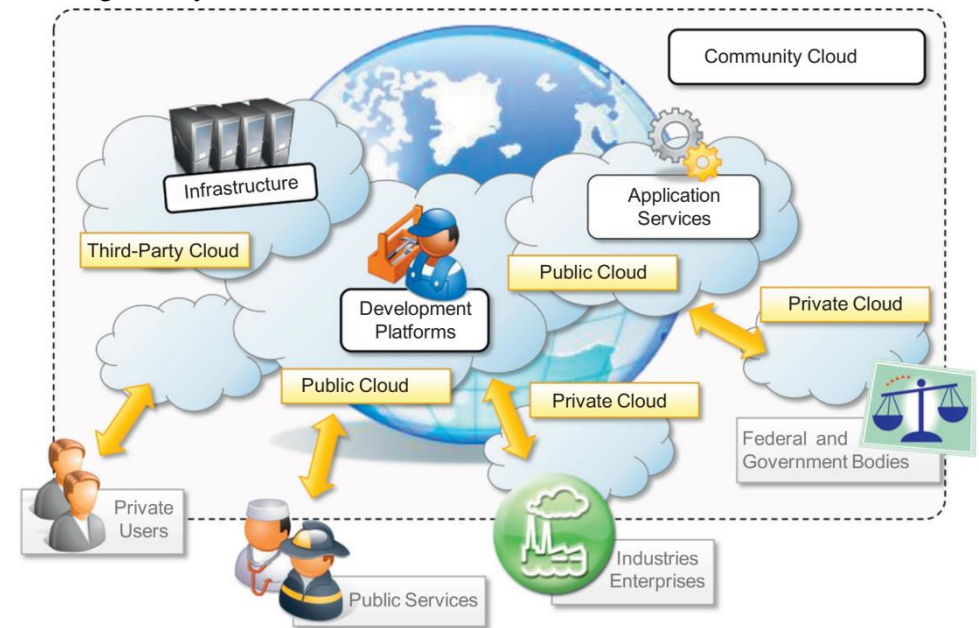 Community Cloud
Infrastructure
Application
Services
Third-Party Cloud
Public Cloud
Development
Platforms
Private Cloud
Public Cloud
Private Cloud
Federal and
Government Bodies
Private
Users
Industries
Enterprises
Public Services